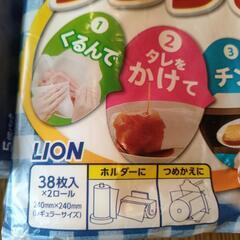 1
くるんで
2
タレを
かけて
3
チン
LION
38枚入
×2ロール
240mm×240mm
(レギュラーサイズ)
ホルダーに
つめかえに